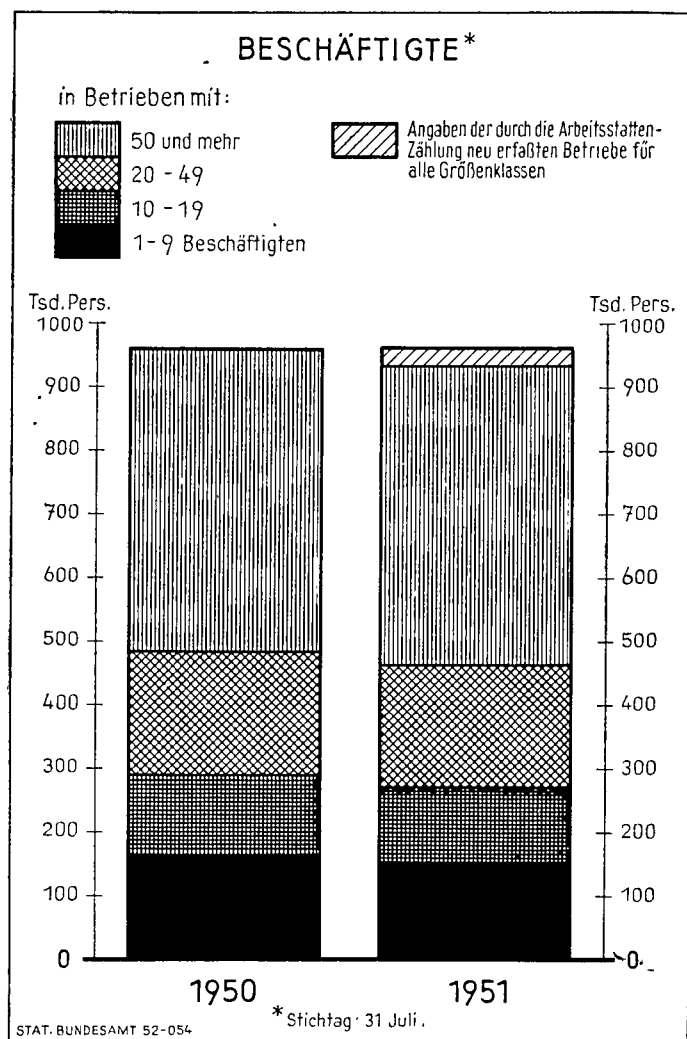 BESCHÄFTIGTE*
in Betrieben mit:
50 und mehr
20 - 49
10 - 19
1 - 9 Beschäftigten
Angaben der durch die Arbeitsstatten-
Zählung neu erfaßten Betriebe für
alle Größenklassen
Tsd. Pers.
1000
900
800
700
600
500
400
300
200
100
0
Tsd. Pers.
1000
900
800
700
600
500
400
300
200
100
0
1950
1951
* Stichtag: 31 Juli.
STAT. BUNDESAMT 52-054